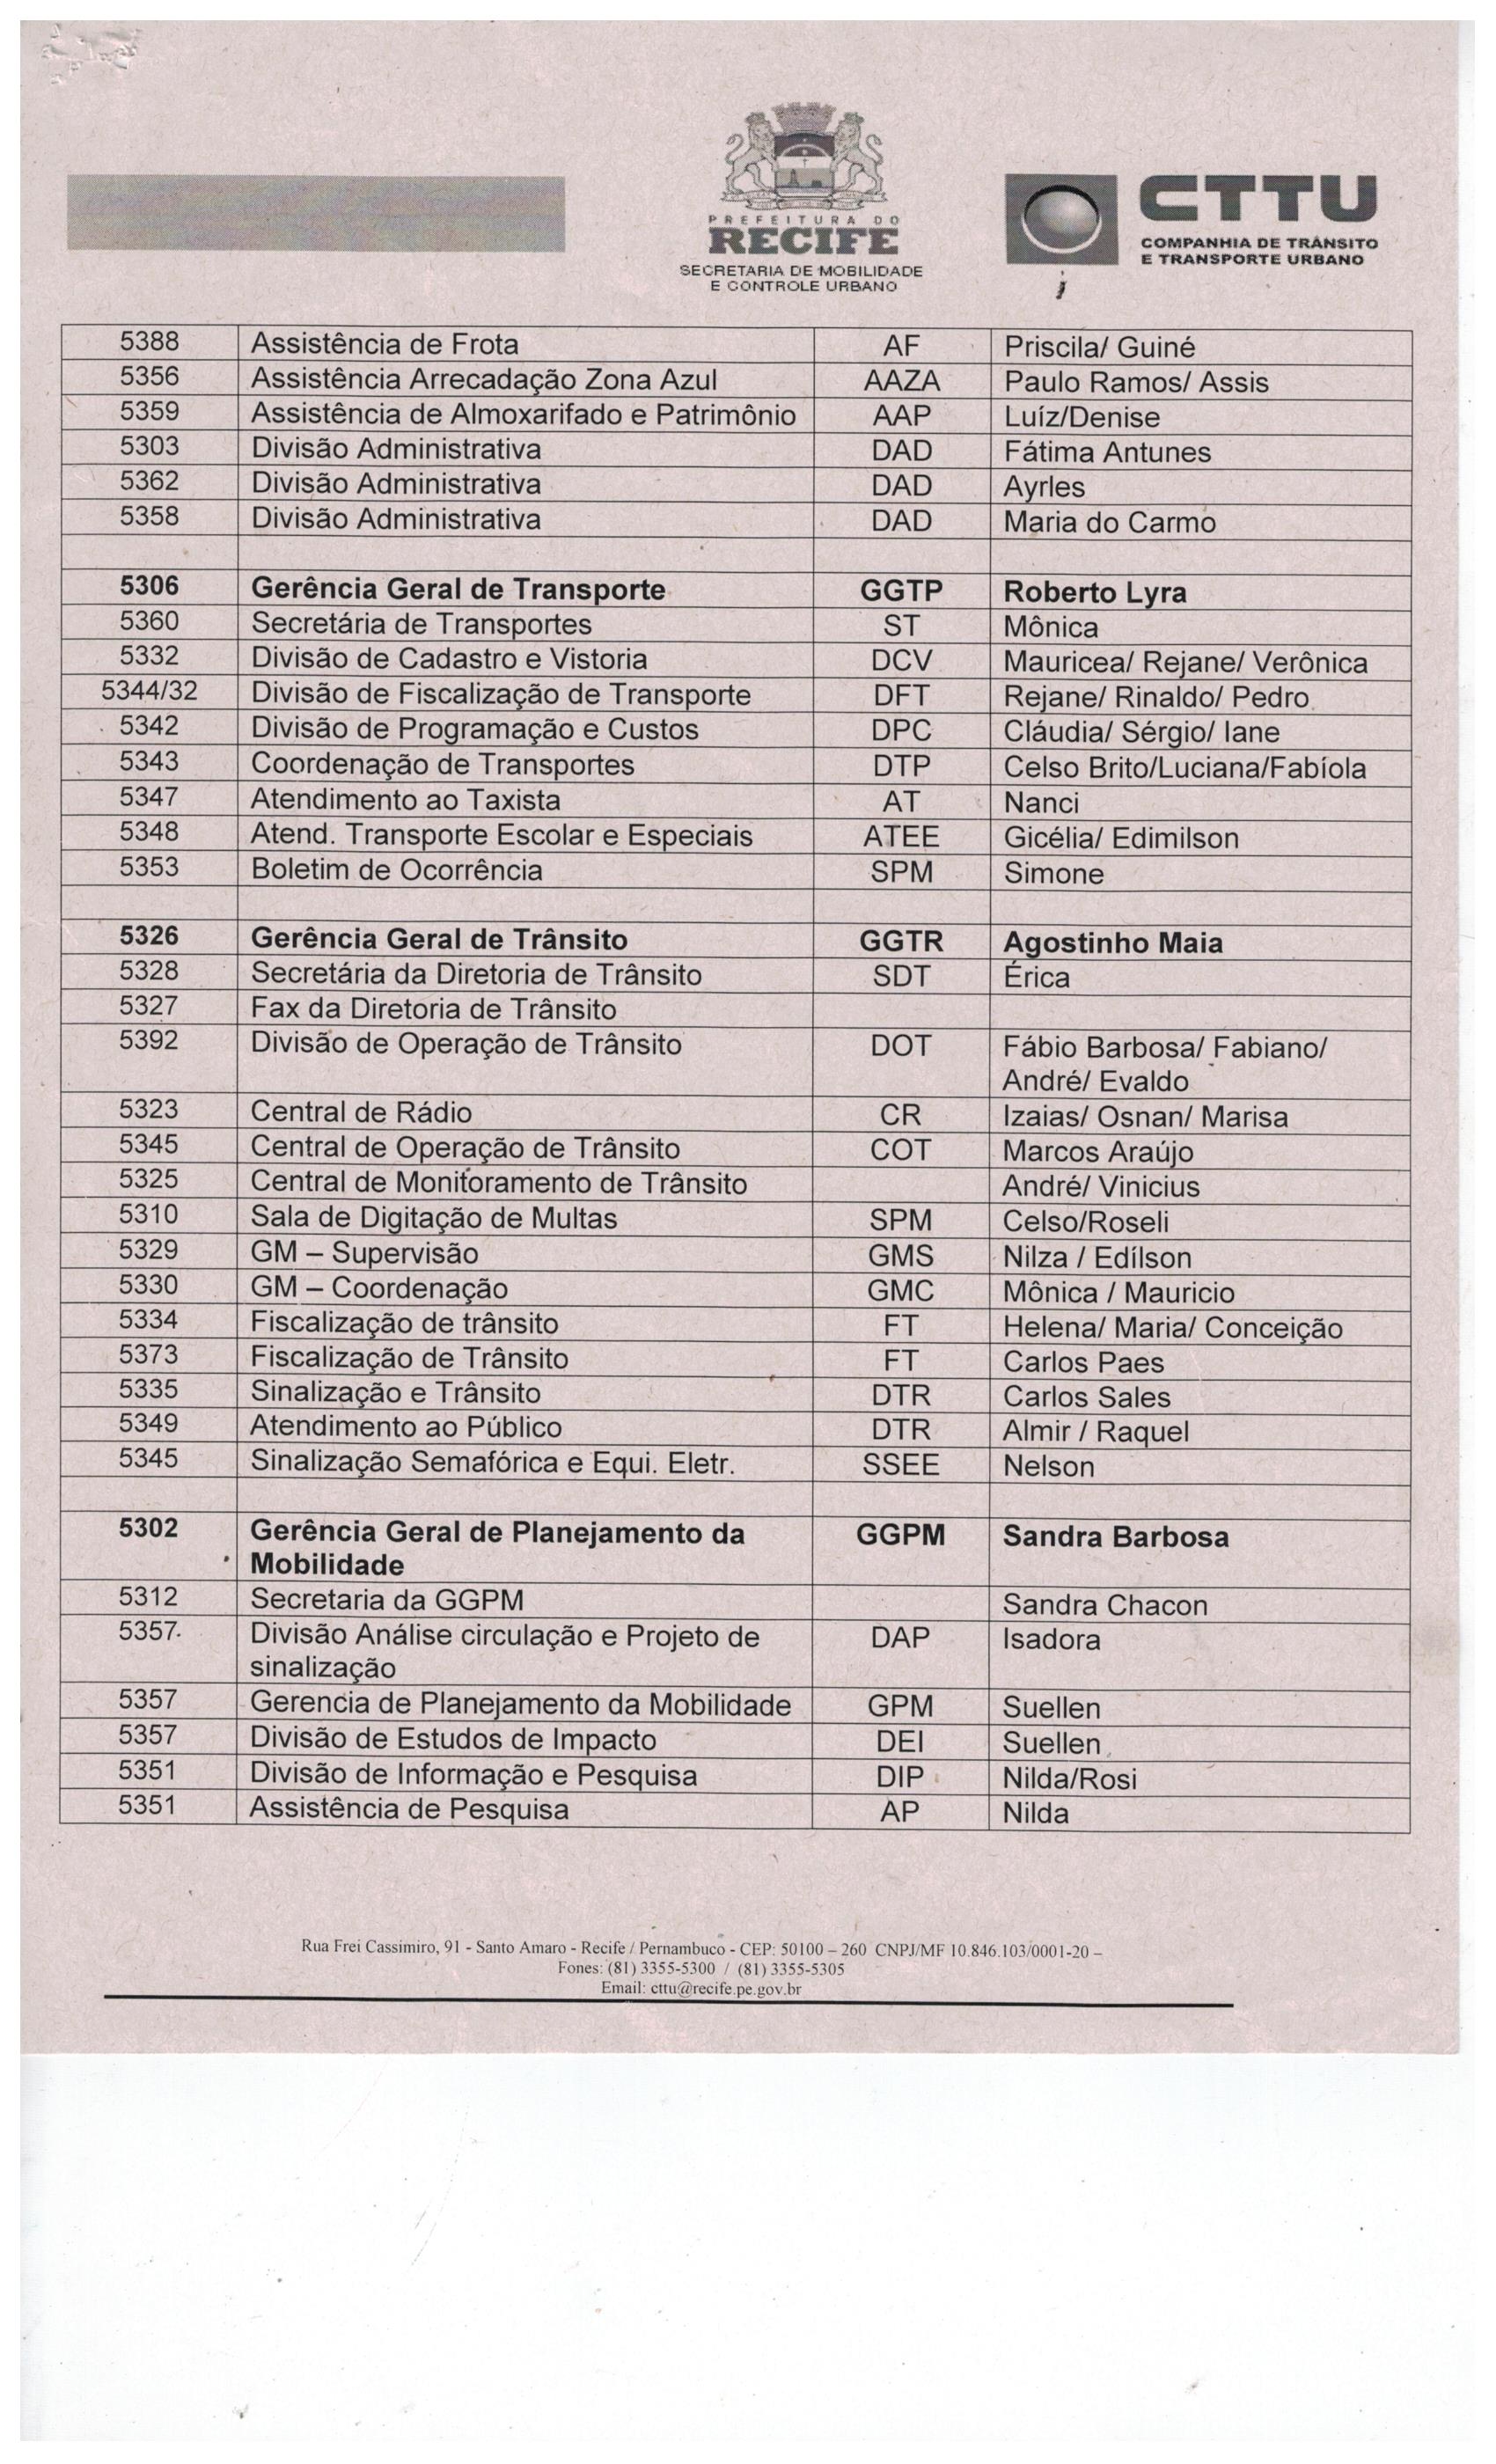 PREFEITURA DO
RECIFE
SECRETARIA DE MOBILIDADE
E CONTROLE URBANO
CTTU
COMPANHIA DE TRÂNSITO
E TRANSPORTE URBANO
5388 Assistência de Frota AF Priscila/ Guiné
5356 Assistência Arrecadação Zona Azul AAZA Paulo Ramos/ Assis
5359 Assistência de Almoxarifado e Patrimônio AAP Luíz/Denise
5303 Divisão Administrativa DAD Fátima Antunes
5362 Divisão Administrativa DAD Ayrles
5358 Divisão Administrativa DAD Maria do Carmo
5306 Gerência Geral de Transporte GGTP Roberto Lyra
5360 Secretária de Transportes ST Mônica
5332 Divisão de Cadastro e Vistoria DCV Mauricea/ Rejane/ Verônica
5344/32 Divisão de Fiscalização de Transporte DFT Rejane/ Rinaldo/ Pedro
5342 Divisão de Programação e Custos DPC Cláudia/ Sérgio/ Iane
5343 Coordenação de Transportes DTP Celso Brito/Luciana/Fabíola
5347 Atendimento ao Taxista AT Nanci
5348 Atend. Transporte Escolar e Especiais ATEE Gicélia/ Edimilson
5353 Boletim de Ocorrência SPM Simone
5326 Gerência Geral de Trânsito GGTR Agostinho Maia
5328 Secretária da Diretoria de Trânsito SDT Érica
5327 Fax da Diretoria de Trânsito
5392 Divisão de Operação de Trânsito DOT Fábio Barbosa/ Fabiano/
André/ Evaldo
5323 Central de Rádio CR Izaias/ Osnan/ Marisa
5345 Central de Operação de Trânsito COT Marcos Araújo
5325 Central de Monitoramento de Trânsito André/ Vinicius
5310 Sala de Digitação de Multas SPM Celso/Roseli
5329 GM – Supervisão GMS Nilza / Edílson
5330 GM – Coordenação GMC Mônica / Mauricio
5334 Fiscalização de trânsito FT Helena/ Maria/ Conceição
5373 Fiscalização de Trânsito FT Carlos Paes
5335 Sinalização e Trânsito DTR Carlos Sales
5349 Atendimento ao Público DTR Almir / Raquel
5345 Sinalização Semafórica e Equi. Eletr. SSEE Nelson
5302 Gerência Geral de Planejamento da GGPM Sandra Barbosa
Mobilidade
5312 Secretaria da GGPM Sandra Chacon
5357 Divisão Análise circulação e Projeto de DAP Isadora
sinalização
5357 Gerencia de Planejamento da Mobilidade GPM Suellen
5357 Divisão de Estudos de Impacto DEI Suellen
5351 Divisão de Informação e Pesquisa DIP Nilda/Rosi
5351 Assistência de Pesquisa AP Nilda
Rua Frei Cassimiro, 91 - Santo Amaro - Recife / Pernambuco - CEP: 50100 – 260 CNPJ/MF 10.846.103/0001-20 –
Fones: (81) 3355-5300 / (81) 3355-5305
Email: cttu@recife.pe.gov.br